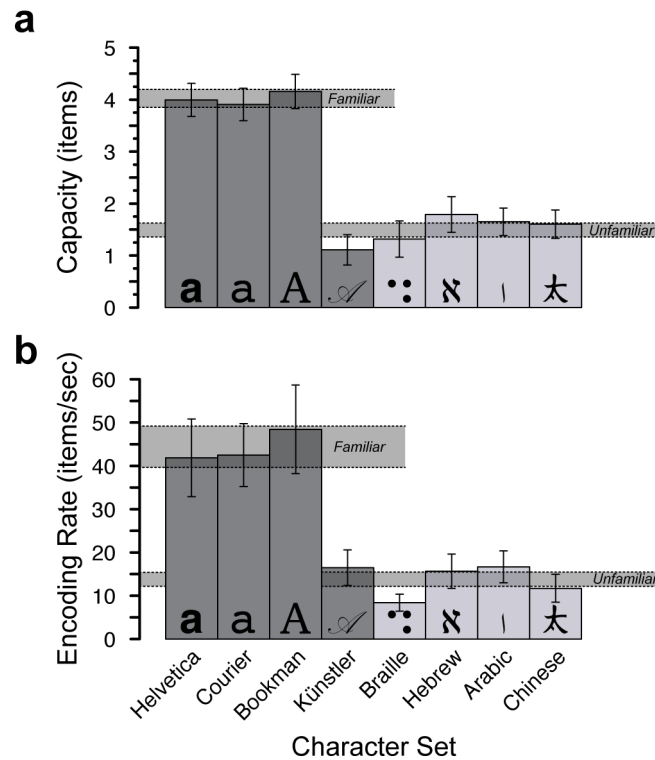 a
5
4
3
2
1
0
Capacity (items)
Familiar
Unfamiliar
a a A 𝒜 ⠪ א ו 太
b
60
50
40
30
20
10
0
Encoding Rate (items/sec)
Familiar
Unfamiliar
a a A 𝒜 ⠪ א ו 太
Helvetica
Courier
Bookman
Künstler
Braille
Hebrew
Arabic
Chinese
Character Set